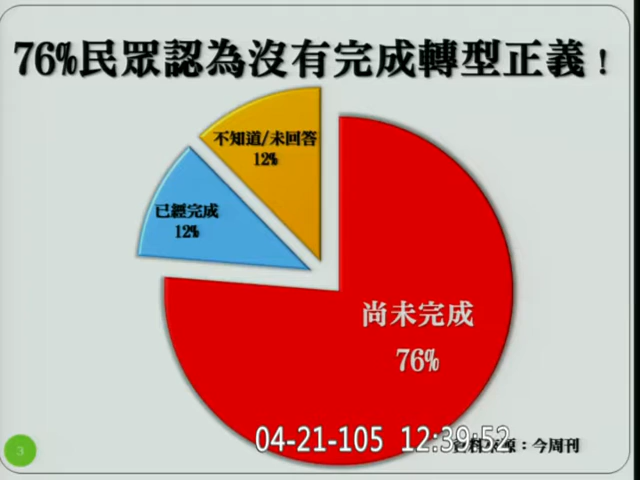 76%民眾認為沒有完成轉型正義！
不知道/未回答
12%
已經完成
12%
尚未完成
76%
04-21-105 12:39:52
：今周刊
3